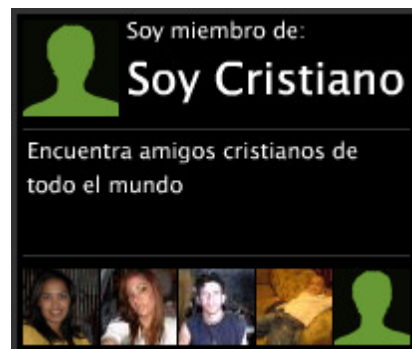 Soy miembro de:
Soy Cristiano
Encuentra amigos cristianos de
todo el mundo